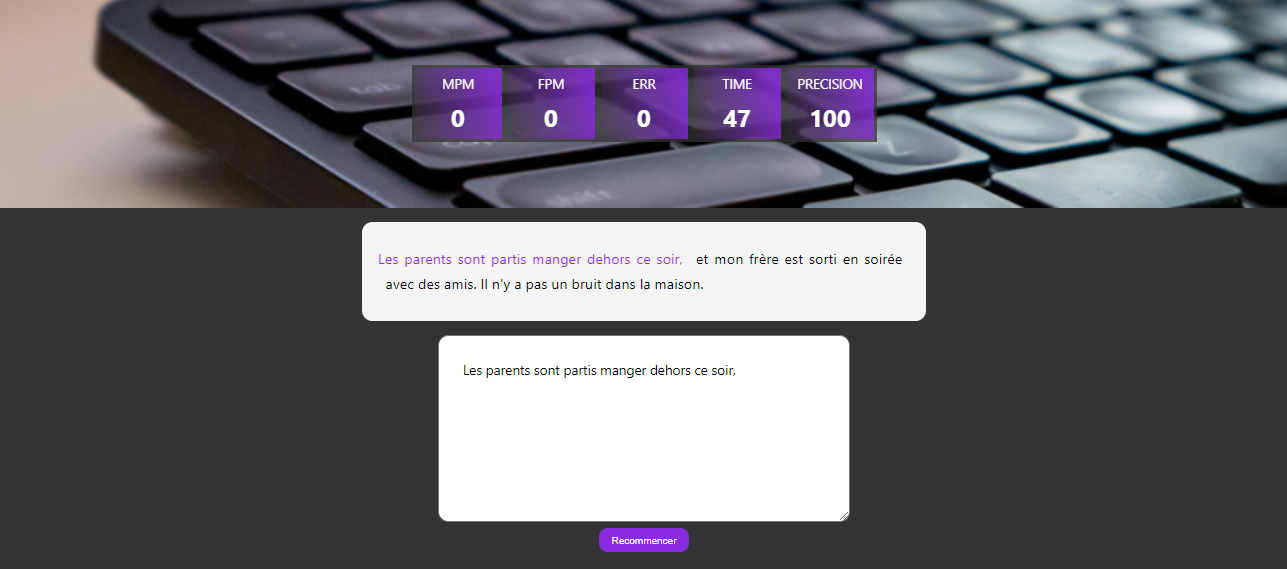 tab
shift
Z
MPM FPM ERR TIME PRECISION
0 0 0 47 100
Les parents sont partis manger dehors ce soir, et mon frère est sorti en soirée
avec des amis. Il n'y a pas un bruit dans la maison.
Les parents sont partis manger dehors ce soir,
Recommencer